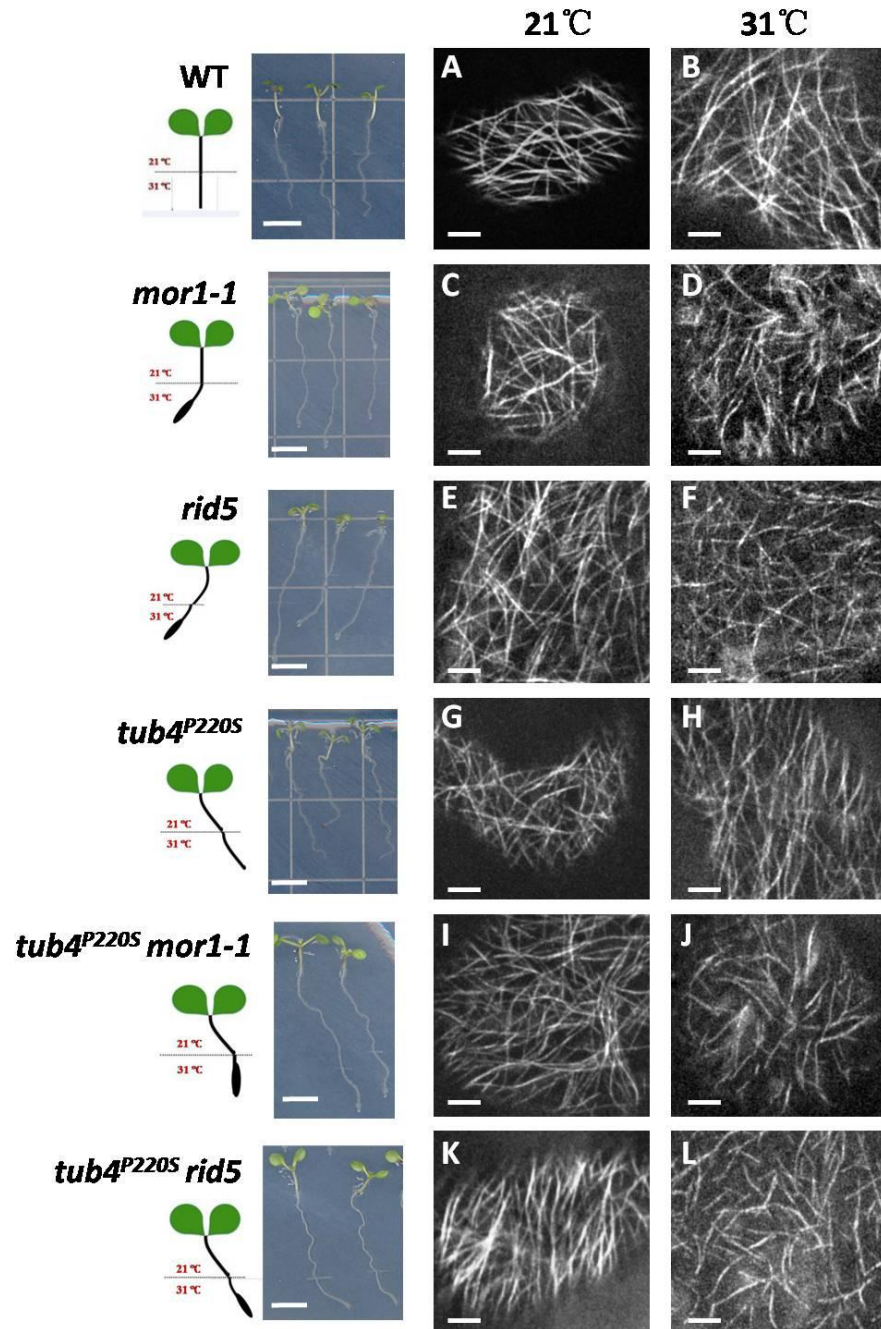 21℃ 31℃
WT
A B
21 ℃
31 ℃
mor1-1
C D
21 ℃
31 ℃
rid5
E F
21 ℃
31 ℃
tub4P220S
G H
21 ℃
31 ℃
tub4P220S mor1-1
I J
21 ℃
31 ℃
tub4P220S rid5
K L
21 ℃
31 ℃